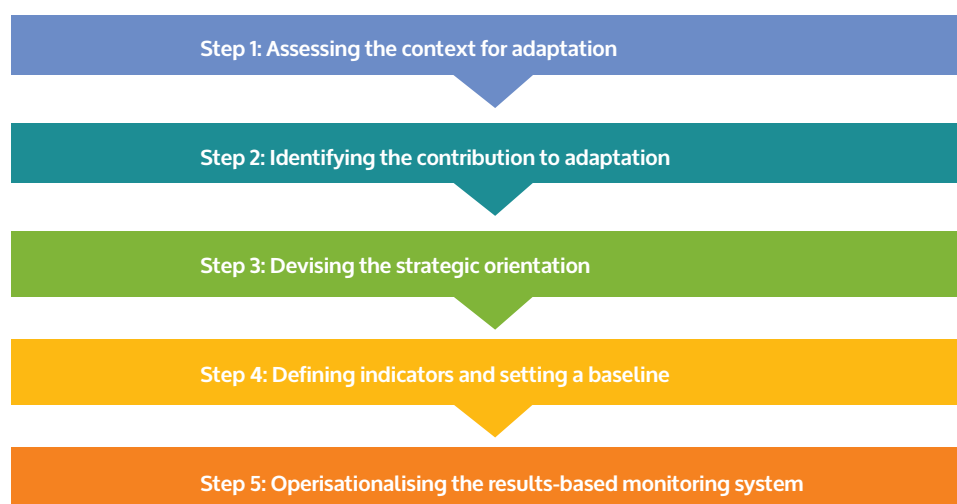 Step 1: Assessing the context for adaptation
Step 2: Identifying the contribution to adaptation
Step 3: Devising the strategic orientation
Step 4: Defining indicators and setting a baseline
Step 5: Operisationalising the results-based monitoring system